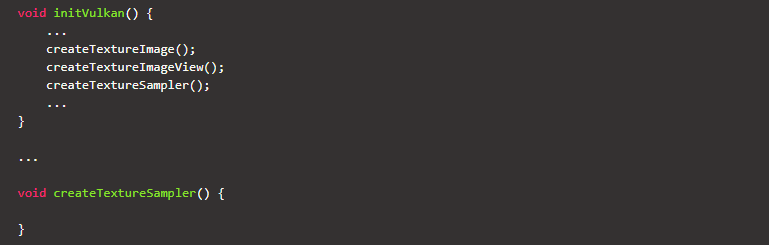 void initVulkan() {
    ...
    createTextureImage();
    createTextureImageView();
    createTextureSampler();
    ...
}
...
void createTextureSampler() {
}